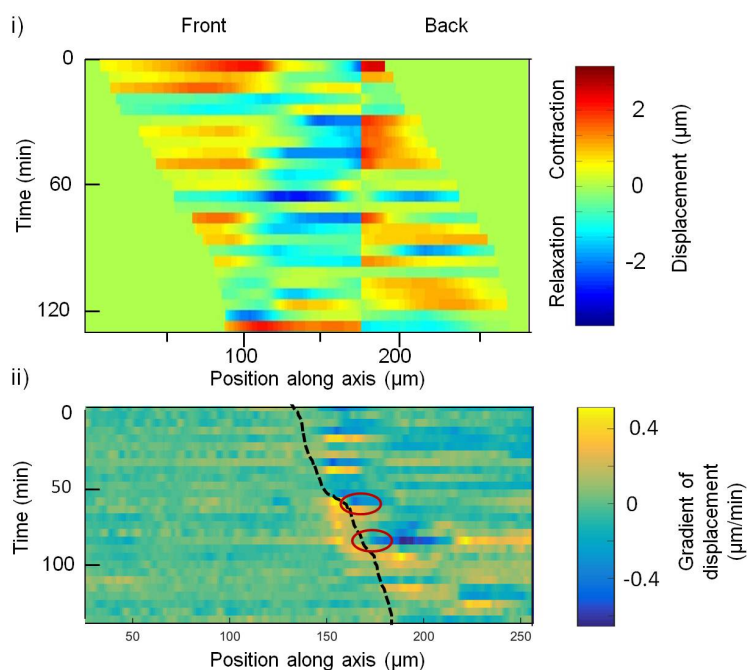 i)
Front
Back
0
60
120
Time (min)
100
200
Position along axis (µm)
Relaxation
Contraction
2
0
-2
Displacement (µm)
ii)
0
50
100
Time (min)
50
100
150
200
250
Position along axis (µm)
0.4
0
-0.4
Gradient of
displacement
(µm/min)